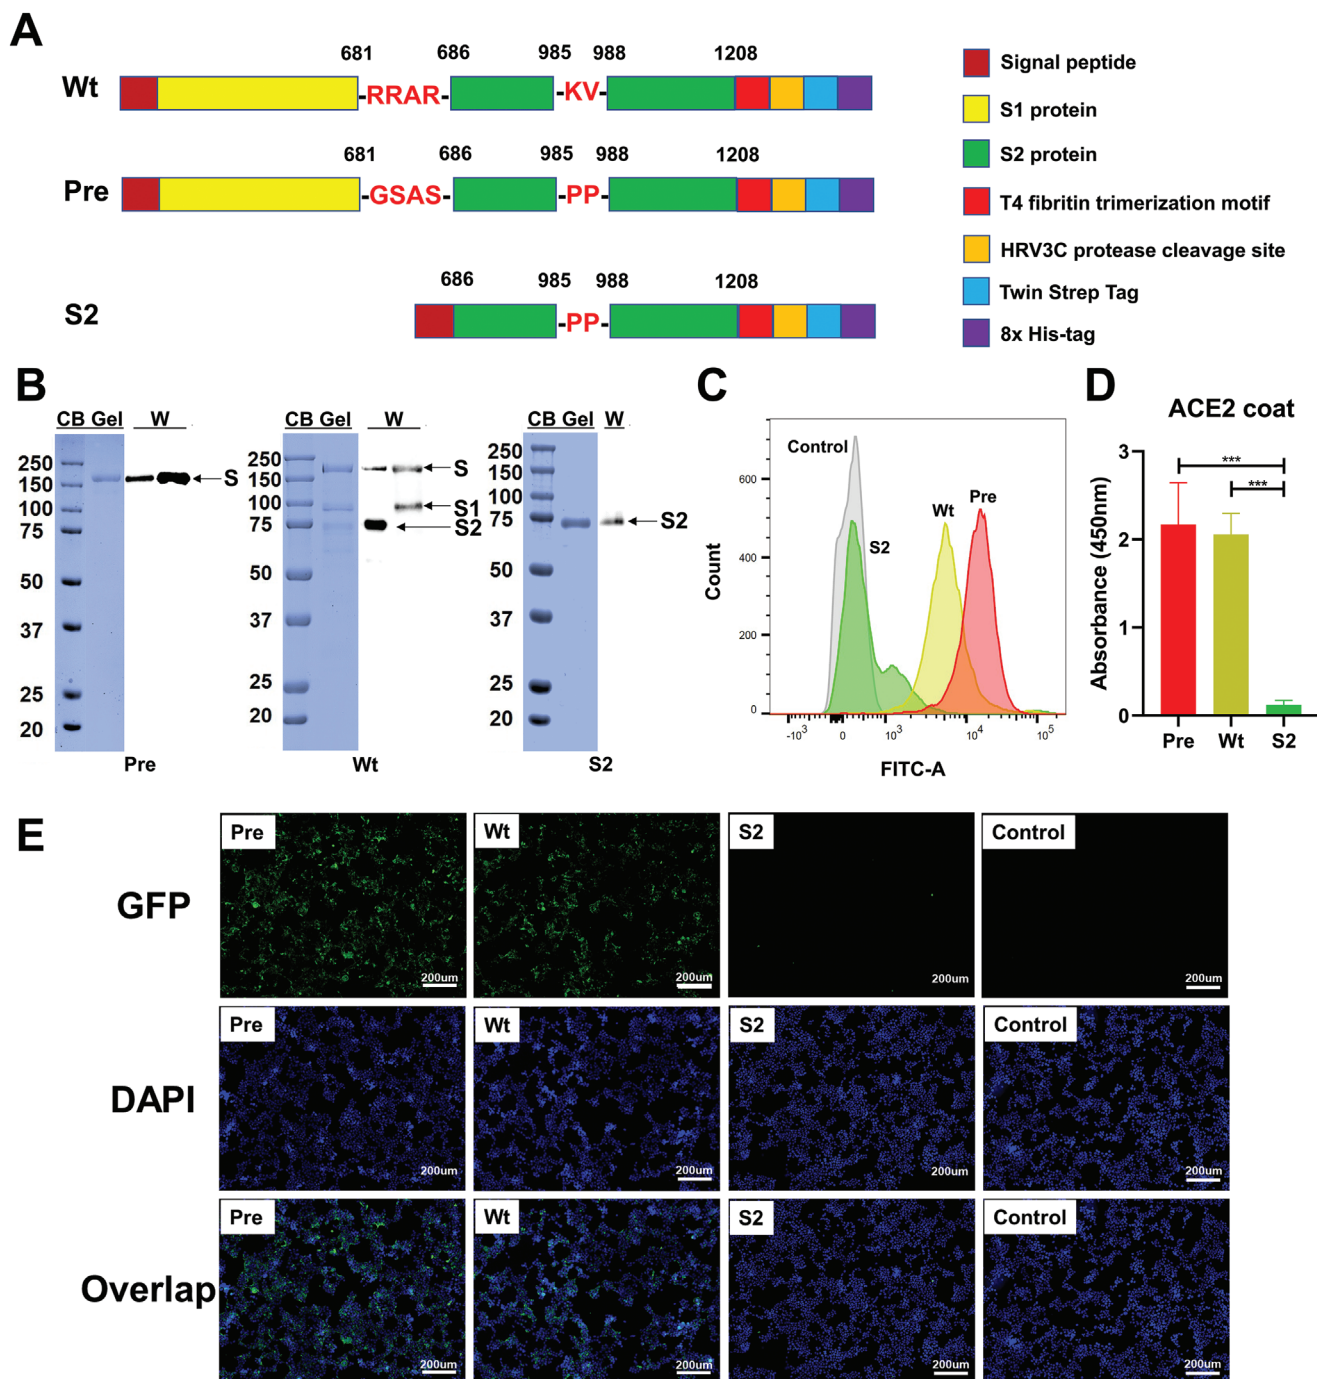 A
681 686 985 988 1208
Wt -RRAR- -KV-
681 686 985 988 1208
Pre -GSAS- -PP-
686 985 988 1208
S2 -PP-
Signal peptide
S1 protein
S2 protein
T4 fibritin trimerization motif
HRV3C protease cleavage site
Twin Strep Tag
8x His-tag
B
CB Gel W
250
150
100
75
50
37
25
20
S
Pre
CB Gel W
250
150
100
75
50
37
25
20
S
S1
S2
Wt
CB Gel W
250
150
100
75
50
37
25
20
S2
S2
C
Count
600
400
200
0
Control
S2
Wt
Pre
-10³ 0 10³ 10⁴ 10⁵
FITC-A
D
ACE2 coat
Absorbance (450nm)
3
2
1
0
***
***
Pre Wt S2
E
GFP
Pre Wt S2 Control
200um 200um 200um 200um
DAPI
Pre Wt S2 Control
200um 200um 200um 200um
Overlap
Pre Wt S2 Control
200um 200um 200um 200um